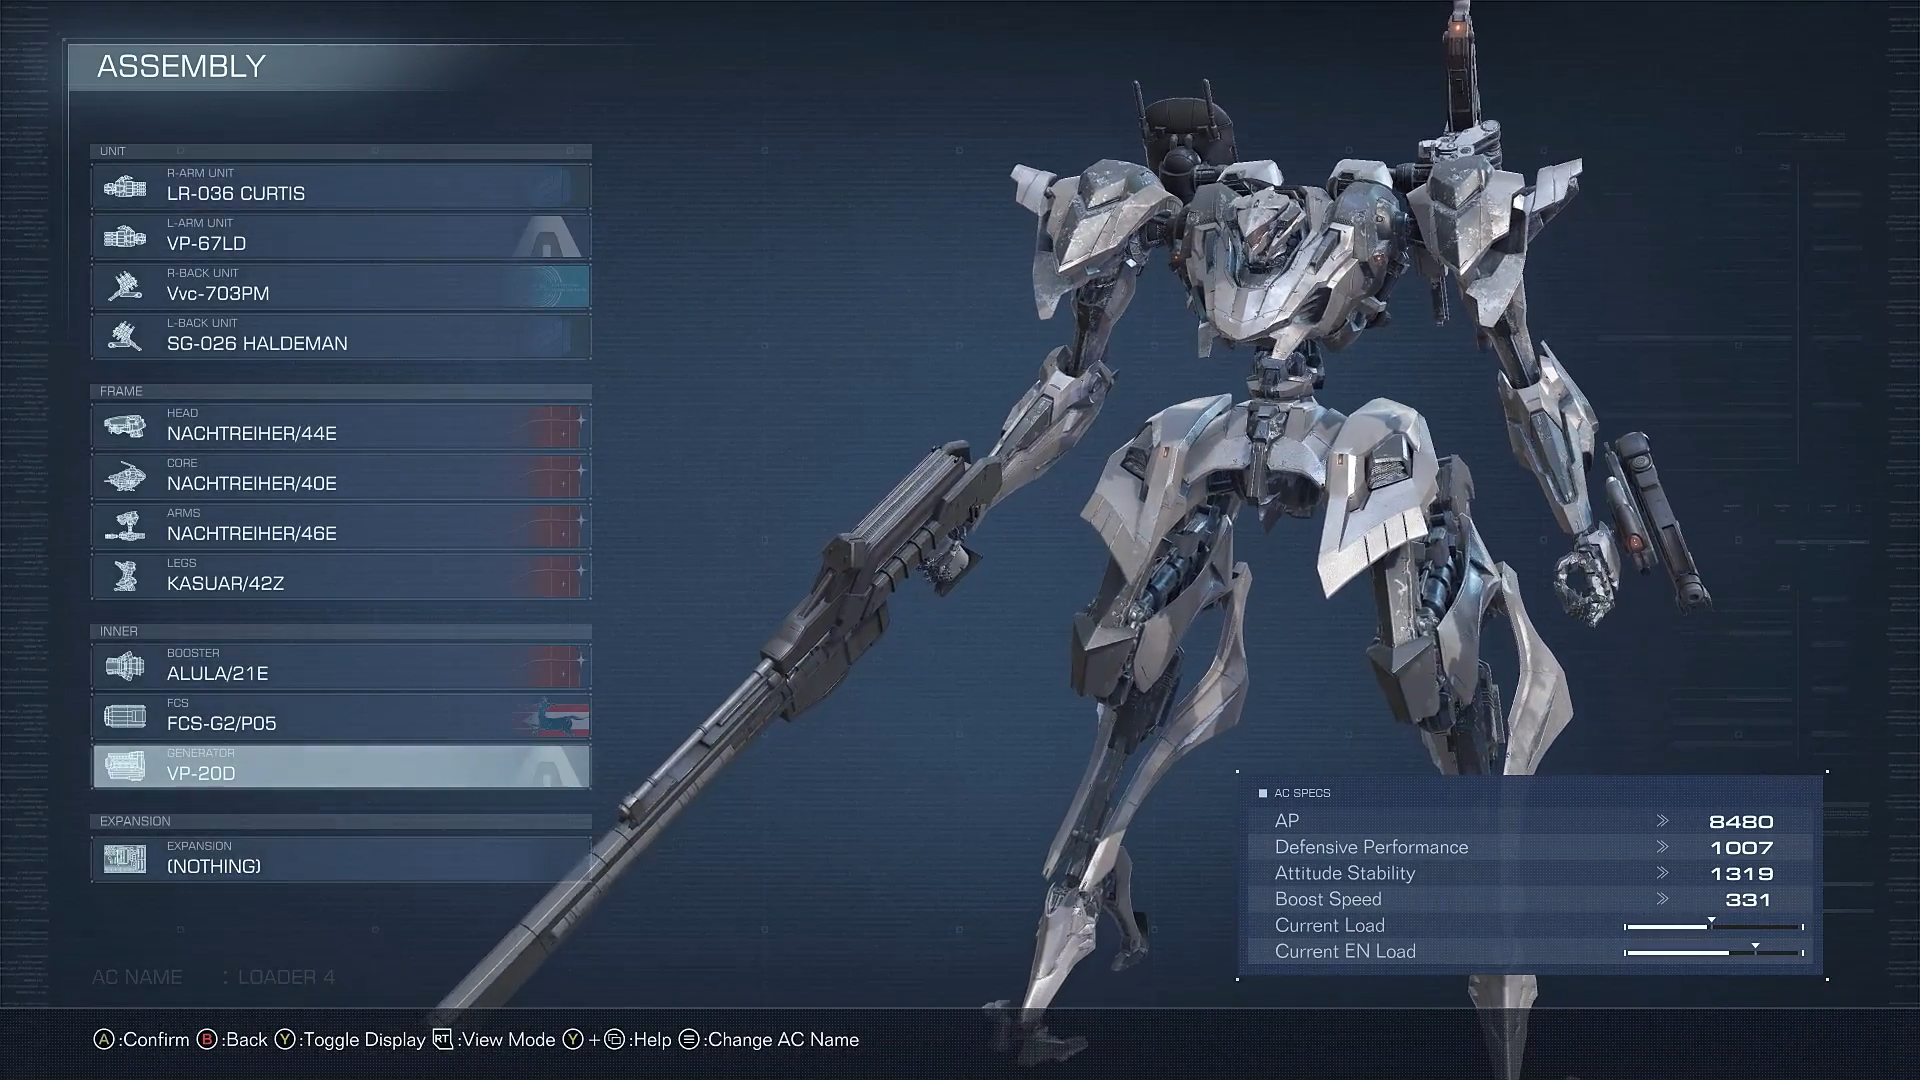 ASSEMBLY
UNIT
R-ARM UNIT
LR-036 CURTIS
L-ARM UNIT
VP-67LD
R-BACK UNIT
Vvc-703PM
L-BACK UNIT
SG-026 HALDEMAN
FRAME
HEAD
NACHTREIHER/44E
CORE
NACHTREIHER/40E
ARMS
NACHTREIHER/46E
LEGS
KASUAR/42Z
INNER
BOOSTER
ALULA/21E
FCS
FCS-G2/P05
GENERATOR
VP-20D
EXPANSION
EXPANSION
(NOTHING)
AC NAME : LOADER 4
AC SPECS
AP 8480
Defensive Performance 1007
Attitude Stability 1319
Boost Speed 331
Current Load
Current EN Load
A :Confirm B :Back Y :Toggle Display RT :View Mode Y + :Help :Change AC Name